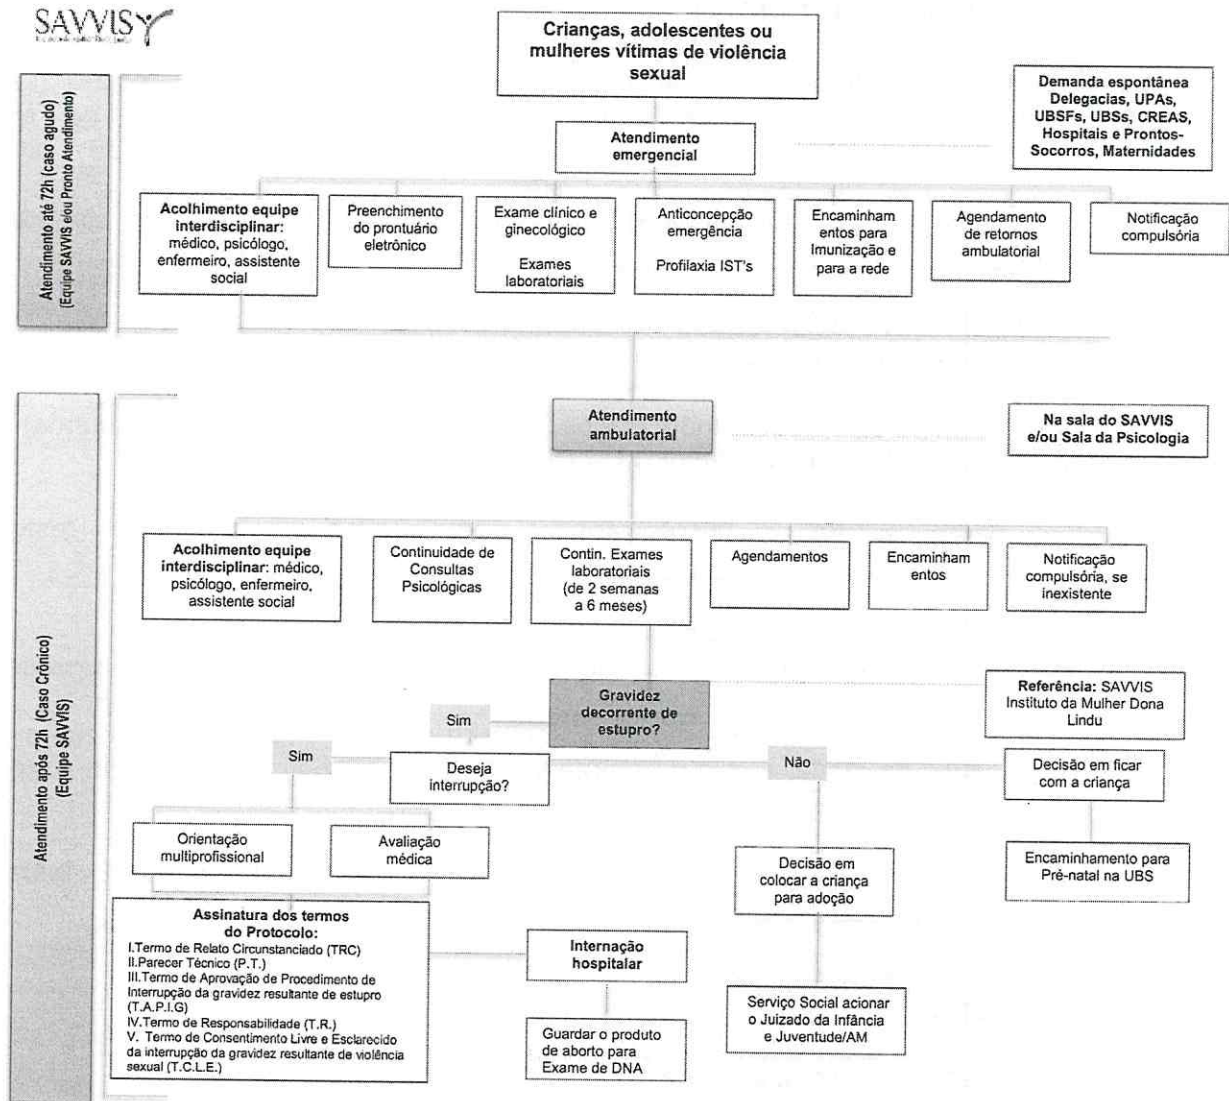 SAVVIS
Crianças, adolescentes ou
mulheres vítimas de violência
sexual
Demanda espontânea
Delegacias, UPAs,
UBSFs, UBSs, CREAS,
Hospitais e Prontos-
Socorros, Maternidades
Atendimento
emergencial
Atendimento até 72h (caso agudo)
(Equipe SAVVIS e/ou Pronto Atendimento)
Acolhimento equipe
interdisciplinar:
médico, psicólogo,
enfermeiro, assistente
social
Preenchimento
do prontuário
eletrônico
Exame clínico e
ginecológico
Exames
laboratoriais
Anticoncepção
emergência
Profilaxia IST's
Encaminham
entos para
Imunização e
para a rede
Agendamento
de retornos
ambulatorial
Notificação
compulsória
Atendimento
ambulatorial
Na sala do SAVVIS
e/ou Sala da Psicologia
Atendimento após 72h (Caso Crônico)
(Equipe SAVVIS)
Acolhimento equipe
interdisciplinar: médico,
psicólogo, enfermeiro,
assistente social
Continuidade de
Consultas
Psicológicas
Contin. Exames
laboratoriais
(de 2 semanas
a 6 meses)
Agendamentos
Encaminham
entos
Notificação
compulsória, se
inexistente
Gravidez
decorrente de
estupro?
Referência: SAVVIS
Instituto da Mulher Dona
Lindu
Sim
Sim
Deseja
interrupção?
Não
Decisão em ficar
com a criança
Orientação
multiprofissional
Avaliação
médica
Decisão em
colocar a criança
para adoção
Encaminhamento para
Pré-natal na UBS
Assinatura dos termos
do Protocolo:
I.Termo de Relato Circunstanciado (TRC)
II.Parecer Técnico (P.T.)
III.Termo de Aprovação de Procedimento de
Interrupção da gravidez resultante de estupro
(T.A.P.I.G)
IV.Termo de Responsabilidade (T.R.)
V. Termo de Consentimento Livre e Esclarecido
da interrupção da gravidez resultante de violência
sexual (T.C.L.E.)
Internação
hospitalar
Guardar o produto
de aborto para
Exame de DNA
Serviço Social acionar
o Juizado da Infância
e Juventude/AM